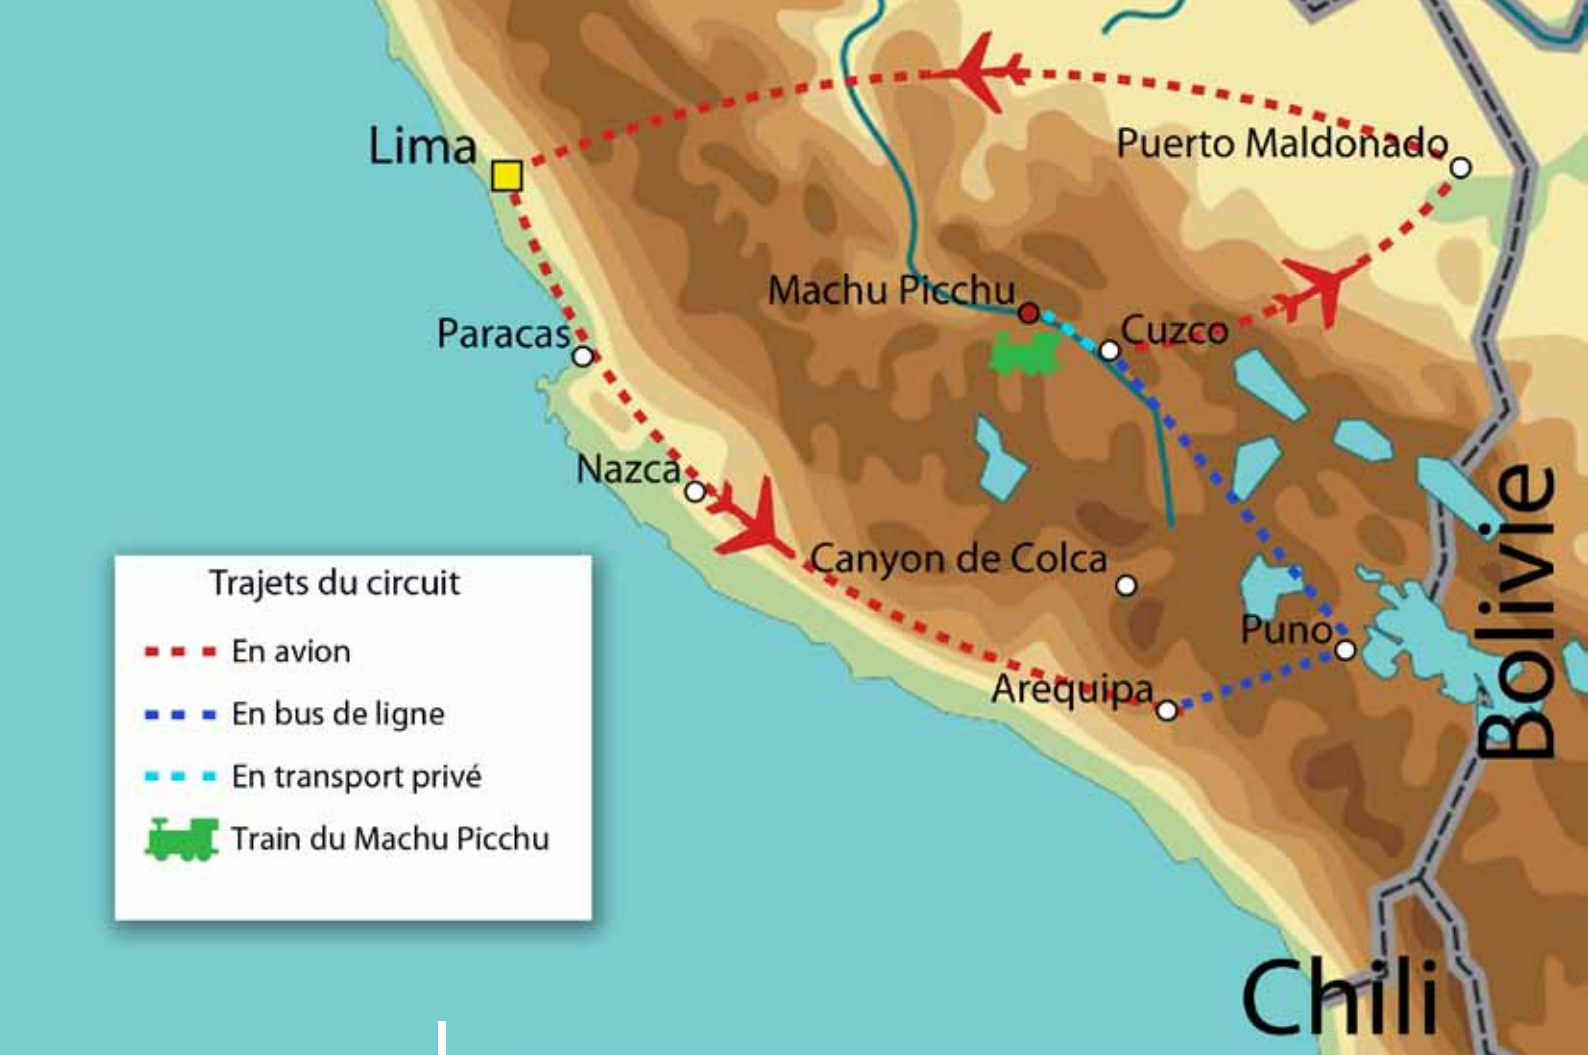 Lima
Puerto Maldonado
Machu Picchu
Cuzco
Paracas
Nazca
Canyon de Colca
Puno
Arequipa
Bolivie
Chili
Trajets du circuit
En avion
En bus de ligne
En transport privé
Train du Machu Picchu